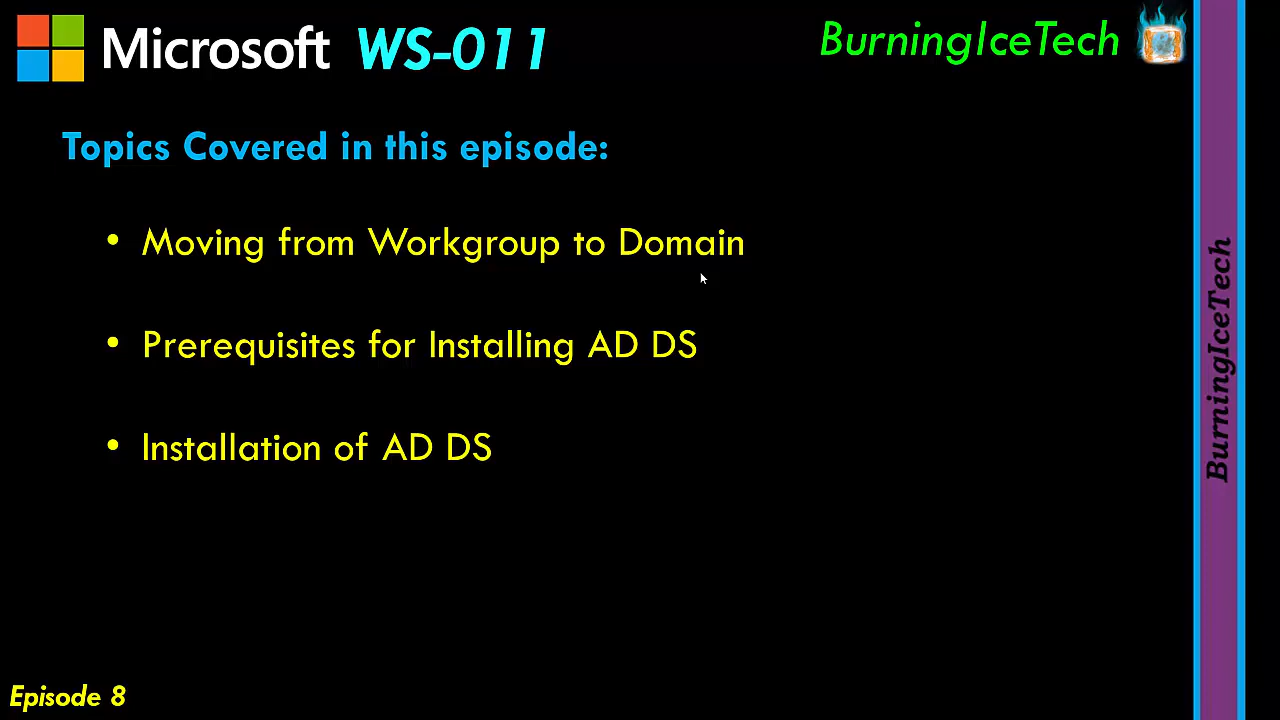 Microsoft WS-011
BurningIceTech
Topics Covered in this episode:
• Moving from Workgroup to Domain
• Prerequisites for Installing AD DS
• Installation of AD DS
BurningIceTech
Episode 8